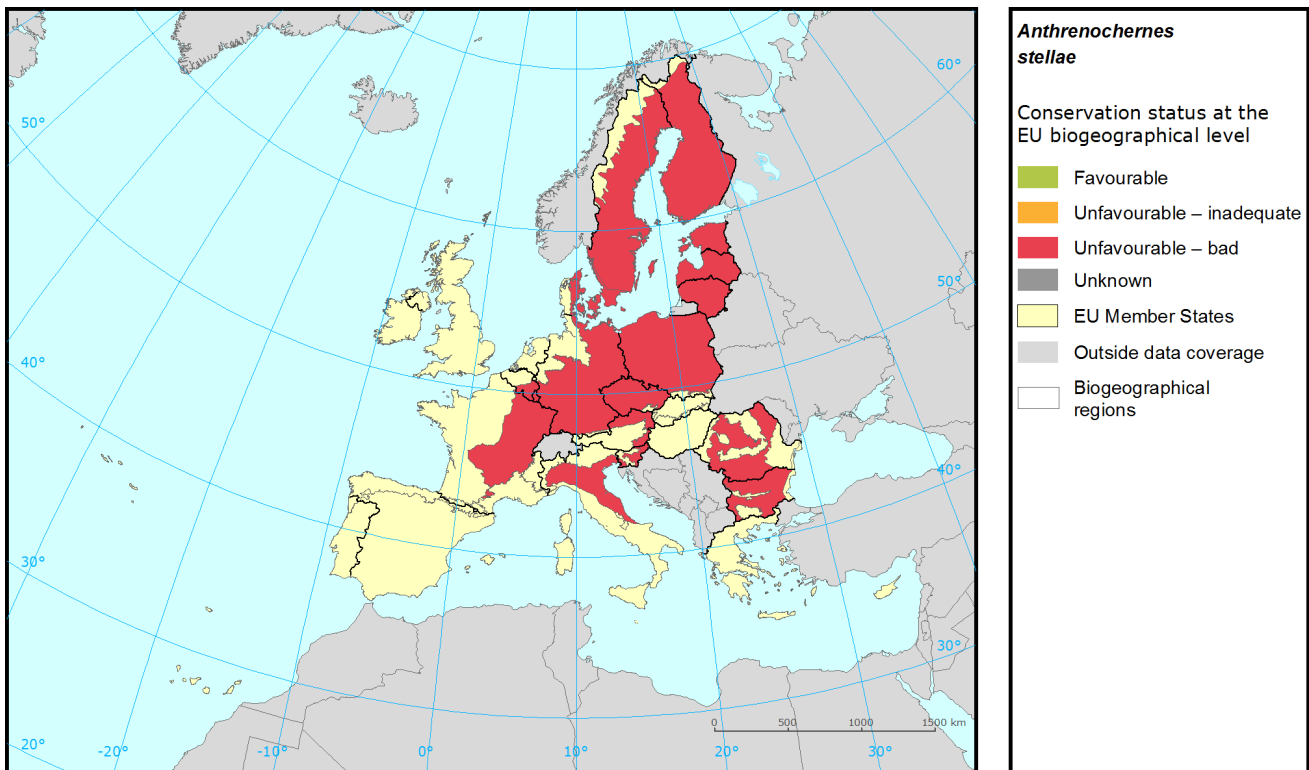 Anthrenochernes
stellae
Conservation status at the
EU biogeographical level
Favourable
Unfavourable – inadequate
Unfavourable – bad
Unknown
EU Member States
Outside data coverage
Biogeographical
regions
60°
50°
50°
40°
40°
30°
30°
20°
-20°
-10°
0°
10°
20°
30°
0 500 1000 1500 km